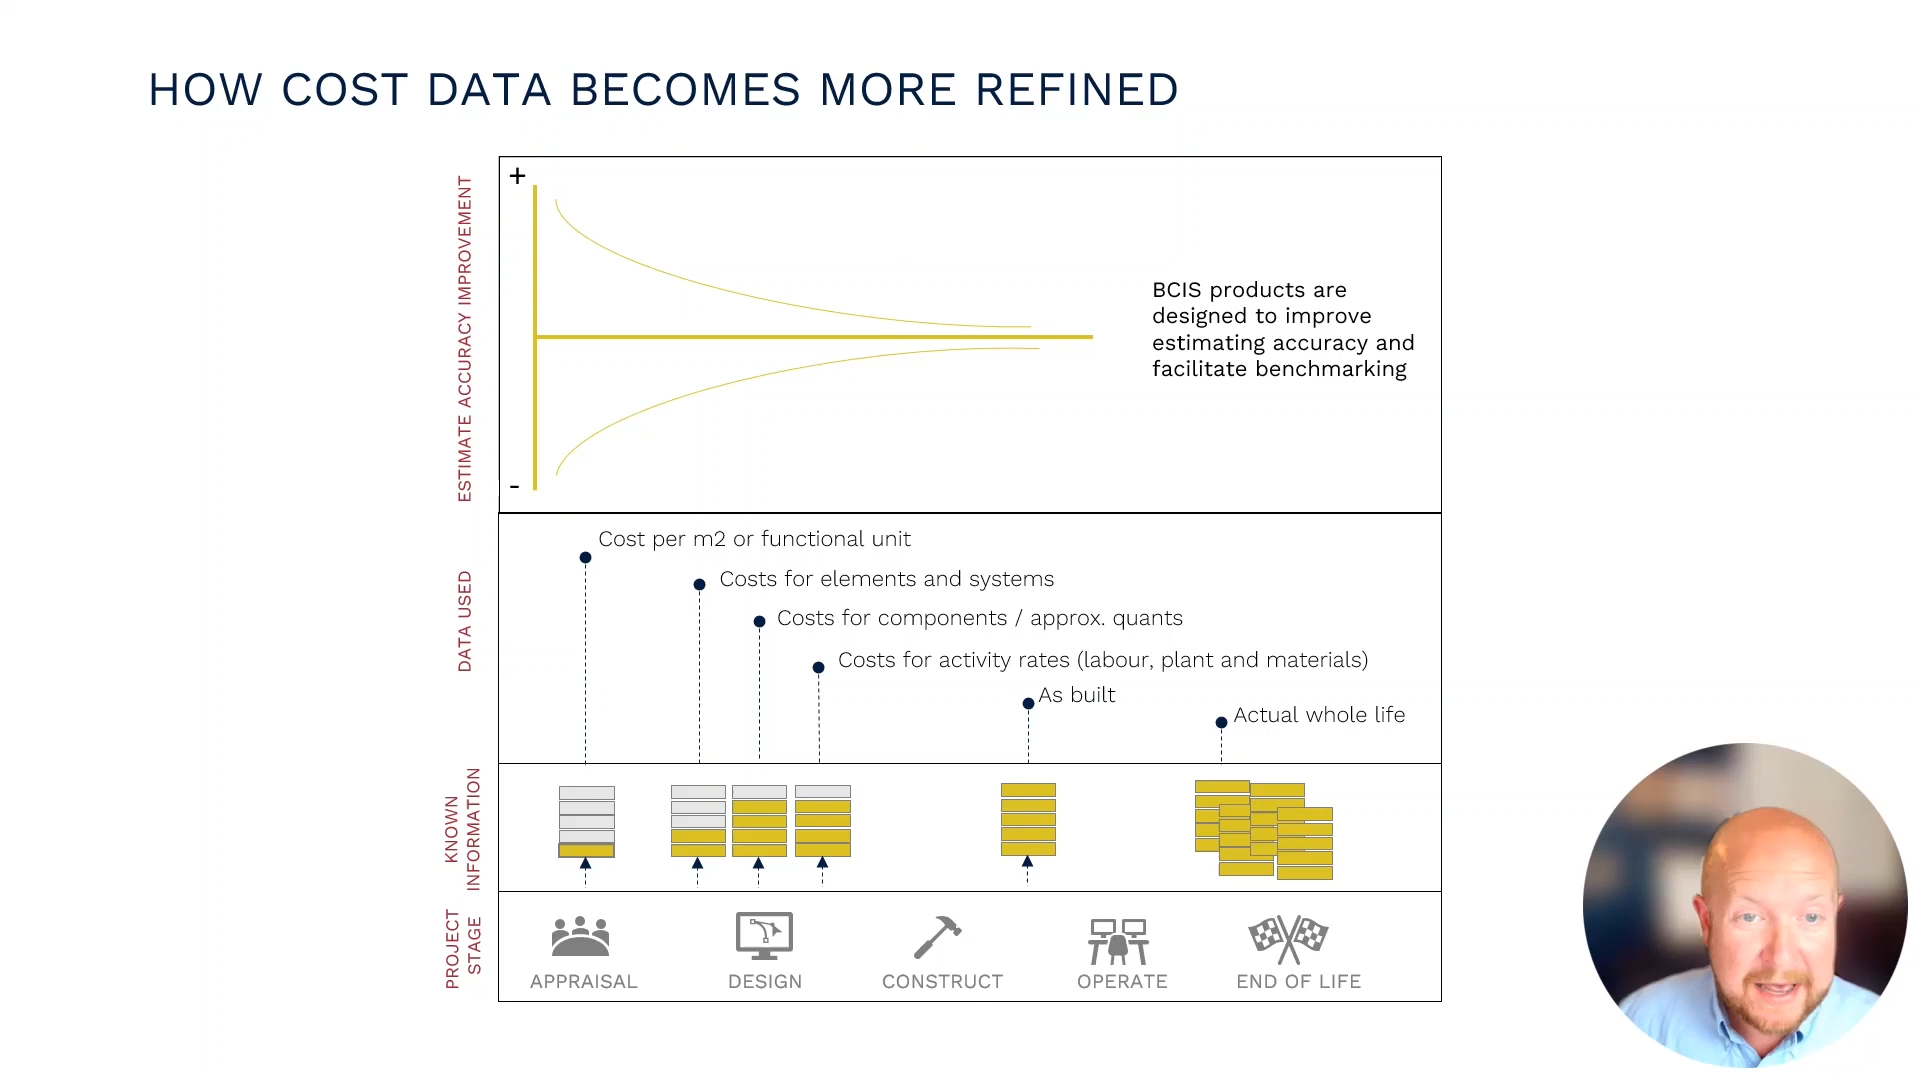 HOW COST DATA BECOMES MORE REFINED
ESTIMATE ACCURACY IMPROVEMENT
+
-
BCIS products are
designed to improve
estimating accuracy and
facilitate benchmarking
DATA USED
Cost per m2 or functional unit
Costs for elements and systems
Costs for components / approx. quants
Costs for activity rates (labour, plant and materials)
As built
Actual whole life
KNOWN
INFORMATION
PROJECT
STAGE
APPRAISAL
DESIGN
CONSTRUCT
OPERATE
END OF LIFE